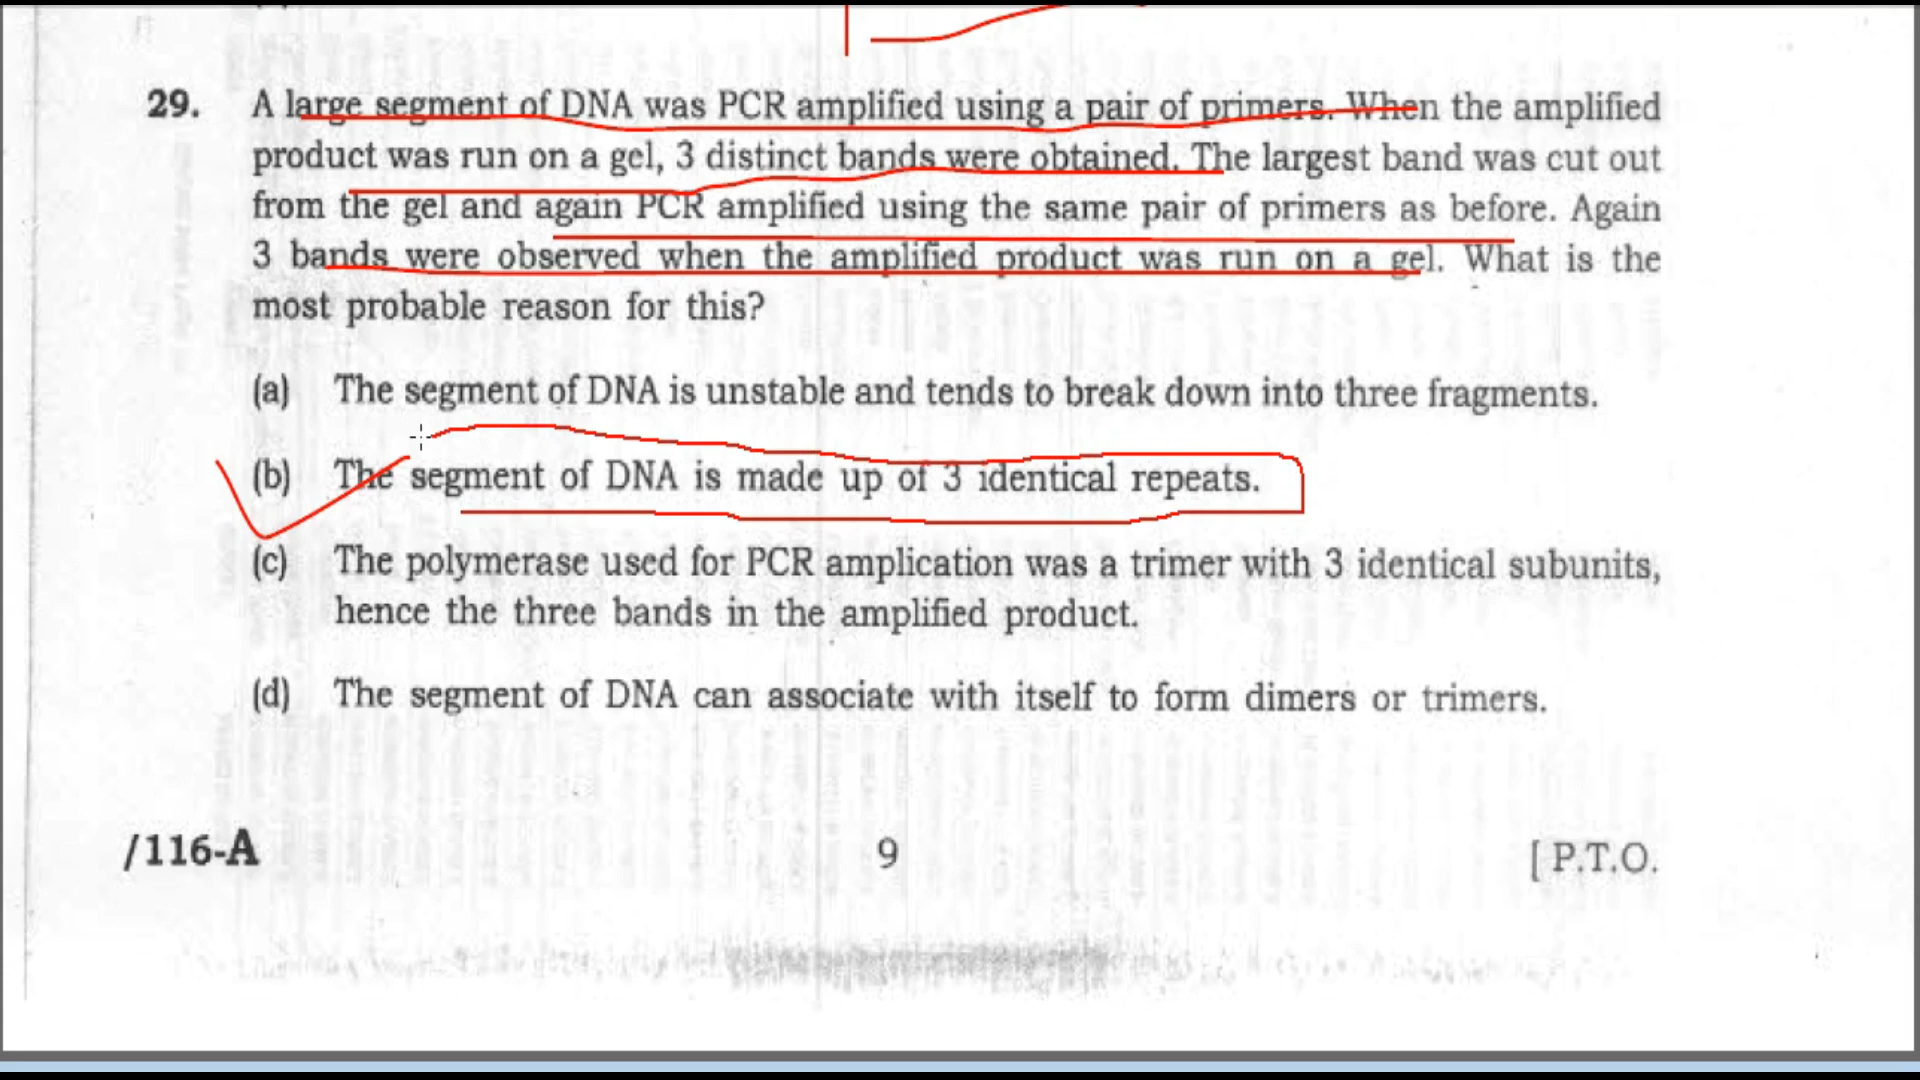 29. A large segment of DNA was PCR amplified using a pair of primers. When the amplified
product was run on a gel, 3 distinct bands were obtained. The largest band was cut out
from the gel and again PCR amplified using the same pair of primers as before. Again
3 bands were observed when the amplified product was run on a gel. What is the
most probable reason for this?
(a) The segment of DNA is unstable and tends to break down into three fragments.
(b) The segment of DNA is made up of 3 identical repeats.
(c) The polymerase used for PCR amplication was a trimer with 3 identical subunits,
hence the three bands in the amplified product.
(d) The segment of DNA can associate with itself to form dimers or trimers.
/116-A 9 [ P.T.O.